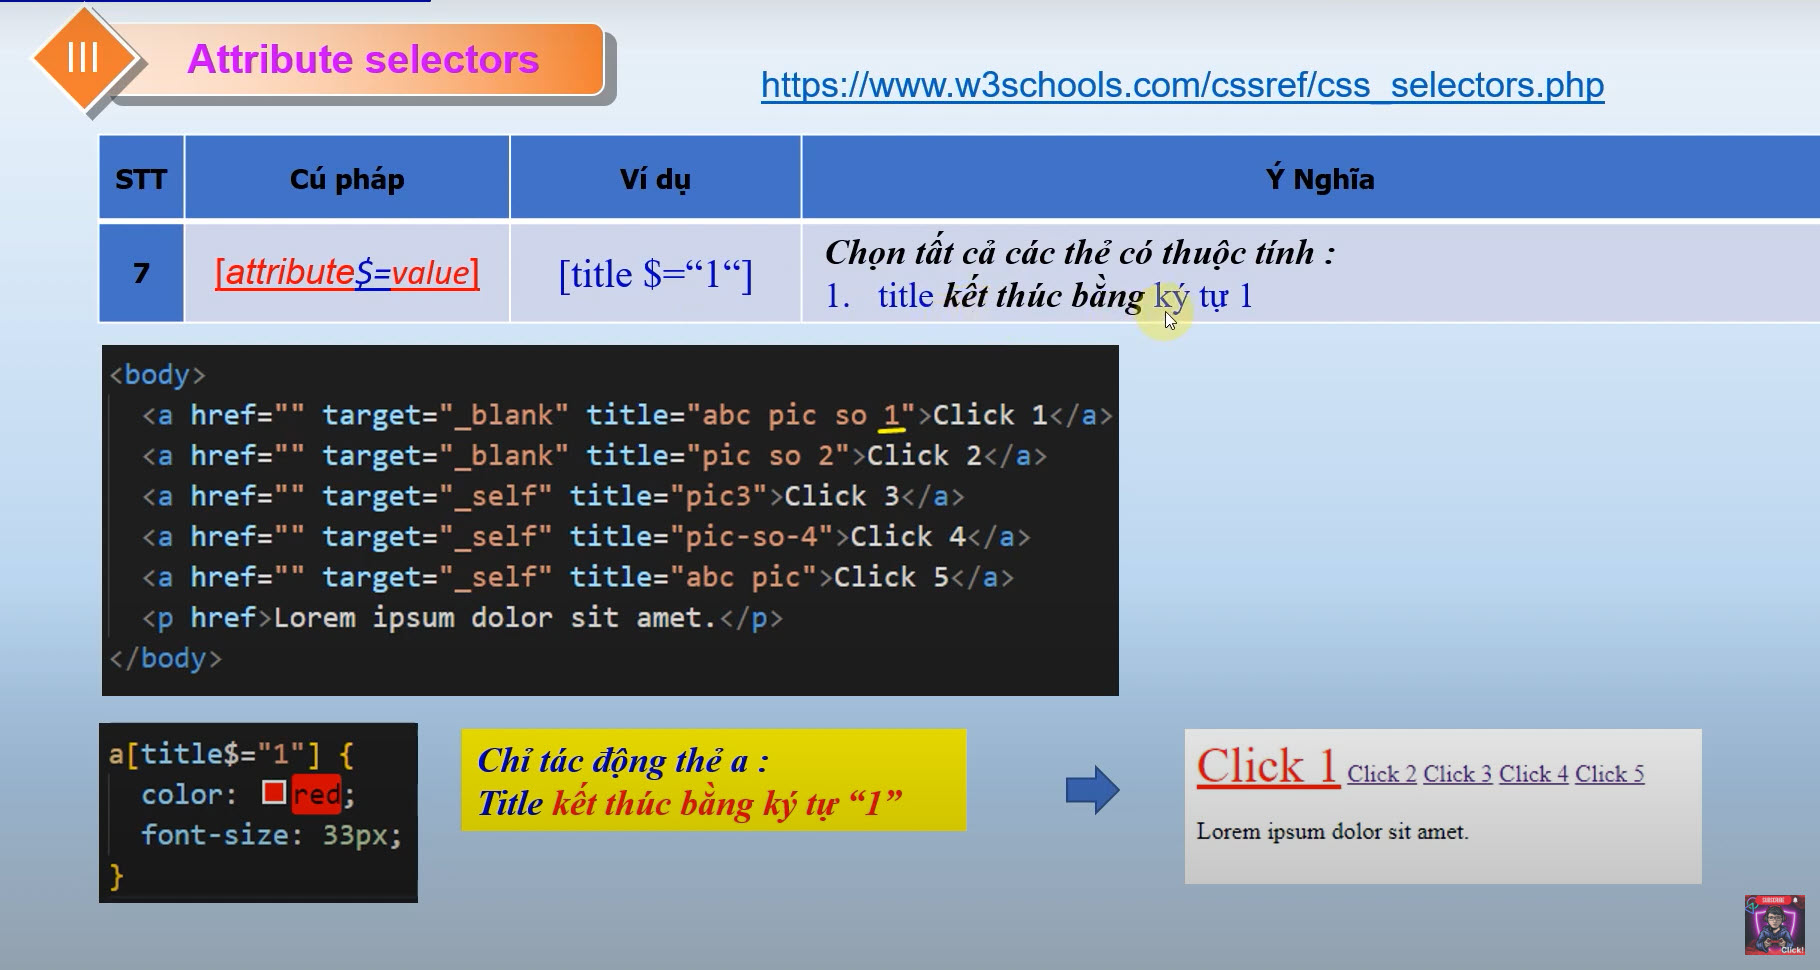 III
Attribute selectors
https://www.w3schools.com/cssref/css_selectors.php
STT Cú pháp Ví dụ Ý Nghĩa
7 [attribute$=value] [title $=“1“] Chọn tất cả các thẻ có thuộc tính :
1. title kết thúc bằng ký tự 1
<body>
<a href="" target="_blank" title="abc pic so 1">Click 1</a>
<a href="" target="_blank" title="pic so 2">Click 2</a>
<a href="" target="_self" title="pic3">Click 3</a>
<a href="" target="_self" title="pic-so-4">Click 4</a>
<a href="" target="_self" title="abc pic">Click 5</a>
<p href>Lorem ipsum dolor sit amet.</p>
</body>
a[title$="1"] {
color: red;
font-size: 33px;
}
Chỉ tác động thẻ a :
Title kết thúc bằng ký tự “1”
Click 1 Click 2 Click 3 Click 4 Click 5
Lorem ipsum dolor sit amet.
SUBSCRIBE
Click!